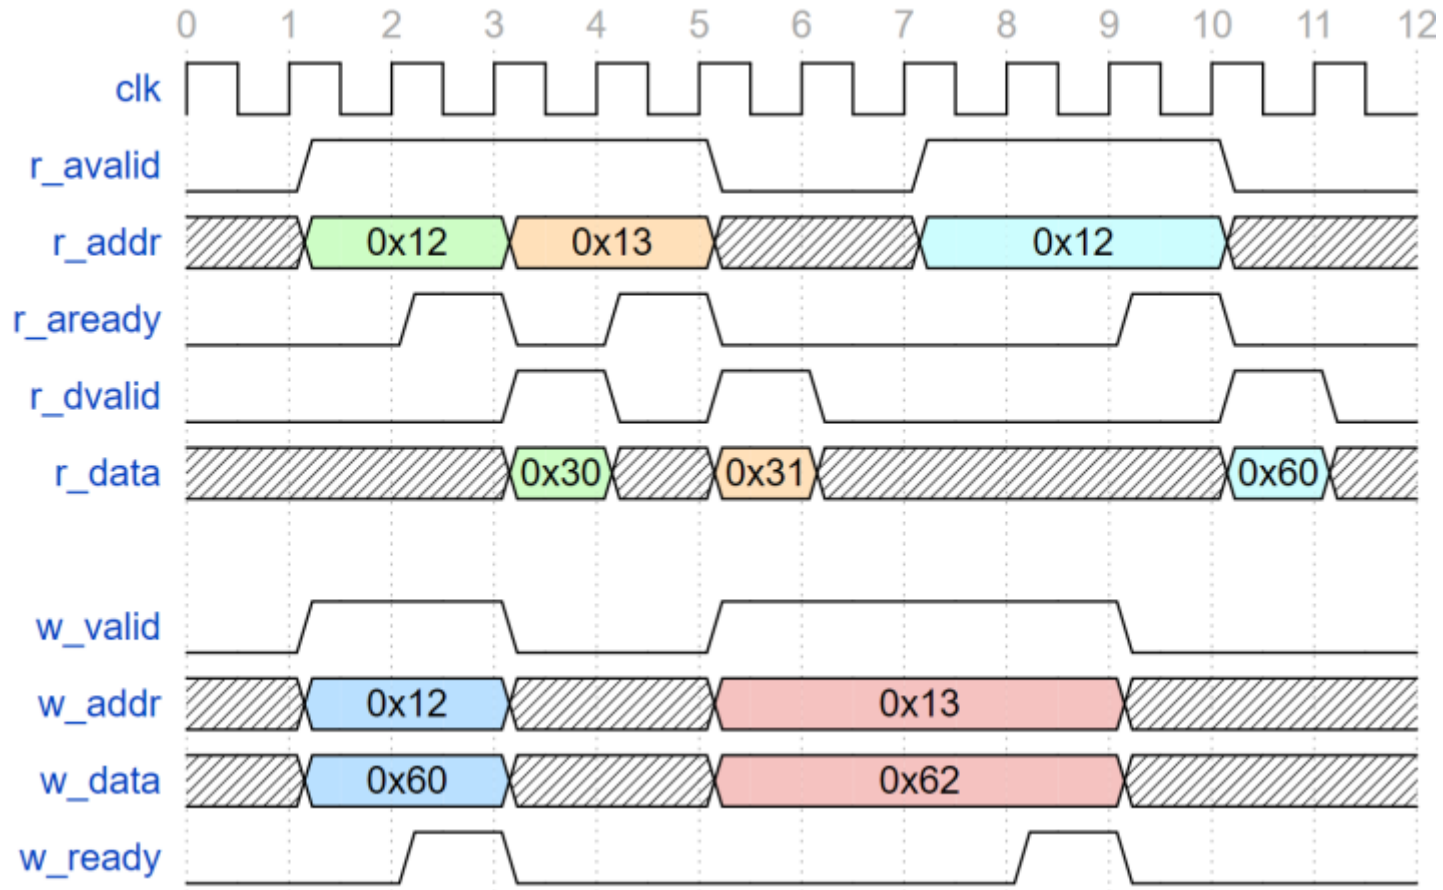 0 1 2 3 4 5 6 7 8 9 10 11 12
clk
r_avalid
r_addr 0x12 0x13 0x12
r_aready
r_dvalid
r_data 0x30 0x31 0x60
w_valid
w_addr 0x12 0x13
w_data 0x60 0x62
w_ready